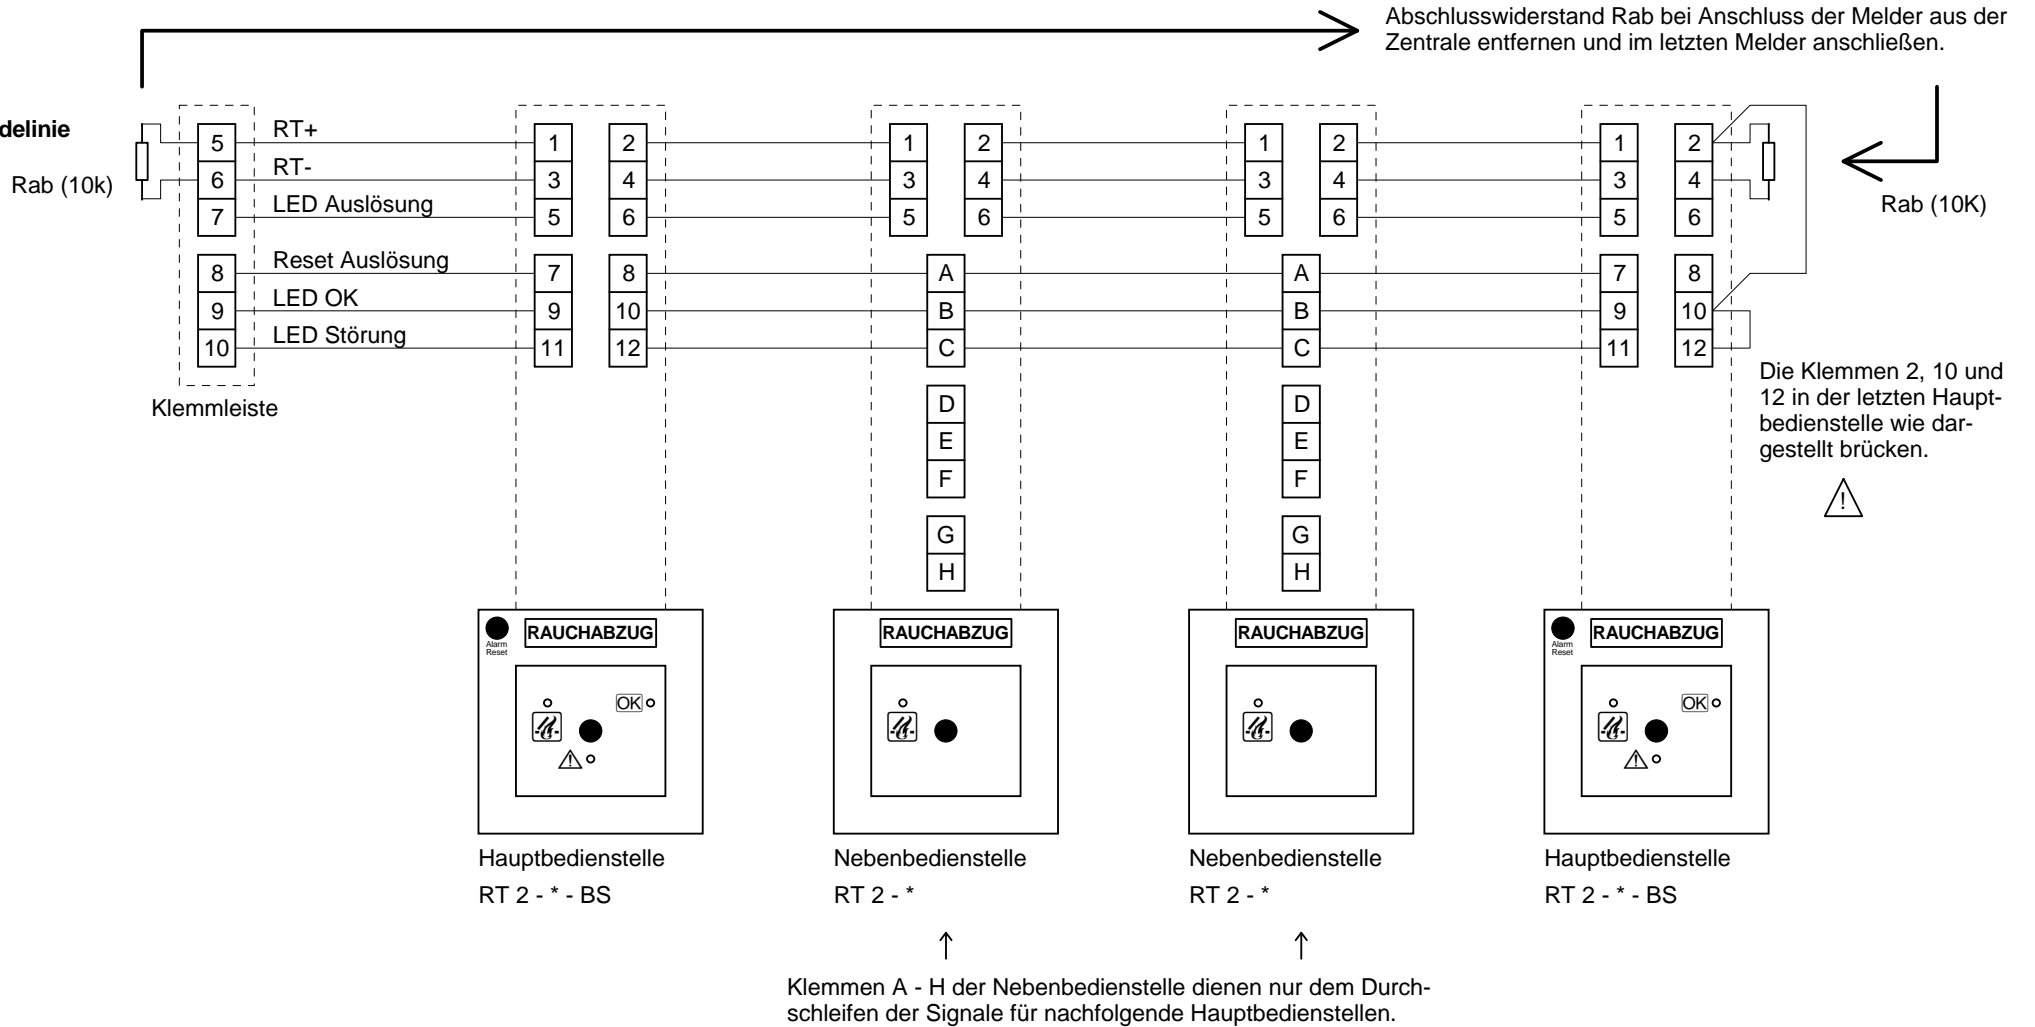 Abschlusswiderstand Rab bei Anschluss der Melder aus der
Zentrale entfernen und im letzten Melder anschließen.
delinie
Rab (10k)
5 RT+ 1 2 1 2 1 2 1 2
6 RT- 3 4 3 4 3 4 3 4
7 LED Auslösung 5 6 5 6 5 6 5 6
Rab (10K)
8 Reset Auslösung 7 8 A A 7 8
9 LED OK 9 10 B B 9 10
10 LED Störung 11 12 C C 11 12
Klemmleiste
D D
E E
F F
G G
H H
Die Klemmen 2, 10 und
12 in der letzten Haupt-
bedienstelle wie dar-
gestellt brücken.
!
RAUCHABZUG RAUCHABZUG RAUCHABZUG RAUCHABZUG
Alarm Alarm
Reset Reset
OK OK
! !
Hauptbedienstelle Nebenbedienstelle Nebenbedienstelle Hauptbedienstelle
RT 2 - * - BS RT 2 - * RT 2 - * RT 2 - * - BS
Klemmen A - H der Nebenbedienstelle dienen nur dem Durch-
schleifen der Signale für nachfolgende Hauptbedienstellen.